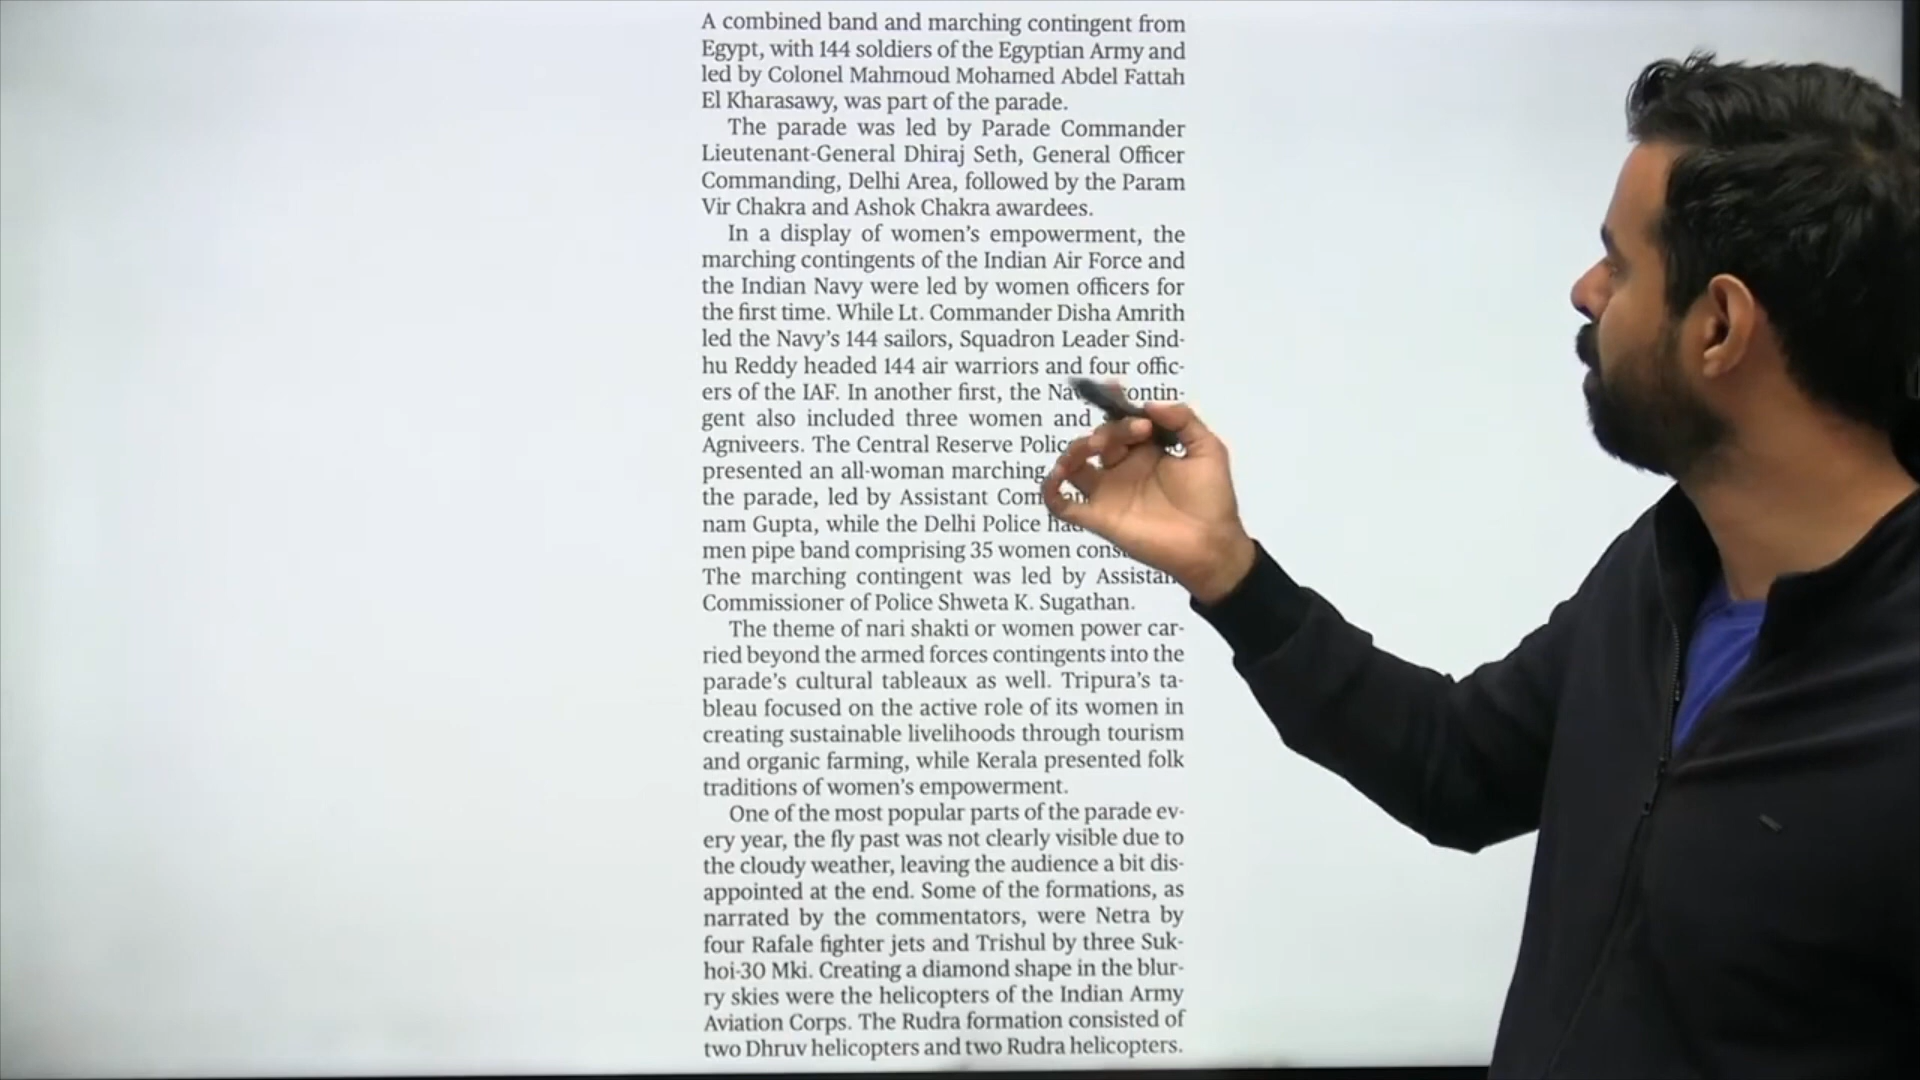 A combined band and marching contingent from
Egypt, with 144 soldiers of the Egyptian Army and
led by Colonel Mahmoud Mohamed Abdel Fattah
El Kharasawy, was part of the parade.
The parade was led by Parade Commander
Lieutenant-General Dhiraj Seth, General Officer
Commanding, Delhi Area, followed by the Param
Vir Chakra and Ashok Chakra awardees.
In a display of women's empowerment, the
marching contingents of the Indian Air Force and
the Indian Navy were led by women officers for
the first time. While Lt. Commander Disha Amrith
led the Navy's 144 sailors, Squadron Leader Sind-
hu Reddy headed 144 air warriors and four offic-
ers of the IAF. In another first, the contin-
gent also included three women and
Agniveers. The Central Reserve
presented an all-woman marching
the parade, led by Assistant
nam Gupta, while the Delhi Police
men pipe band comprising 35 women
The marching contingent was led by Assistan
Commissioner of Police Shweta K. Sugathan.
The theme of nari shakti or women power car-
ried beyond the armed forces contingents into the
parade's cultural tableaux as well. Tripura's ta-
bleau focused on the active role of its women in
creating sustainable livelihoods through tourism
and organic farming, while Kerala presented folk
traditions of women's empowerment.
One of the most popular parts of the parade ev-
ery year, the fly past was not clearly visible due to
the cloudy weather, leaving the audience a bit dis-
appointed at the end. Some of the formations, as
narrated by the commentators, were Netra by
four Rafale fighter jets and Trishul by three Suk-
hoi-30 Mki. Creating a diamond shape in the blur-
ry skies were the helicopters of the Indian Army
Aviation Corps. The Rudra formation consisted of
two Dhruv helicopters and two Rudra helicopters.